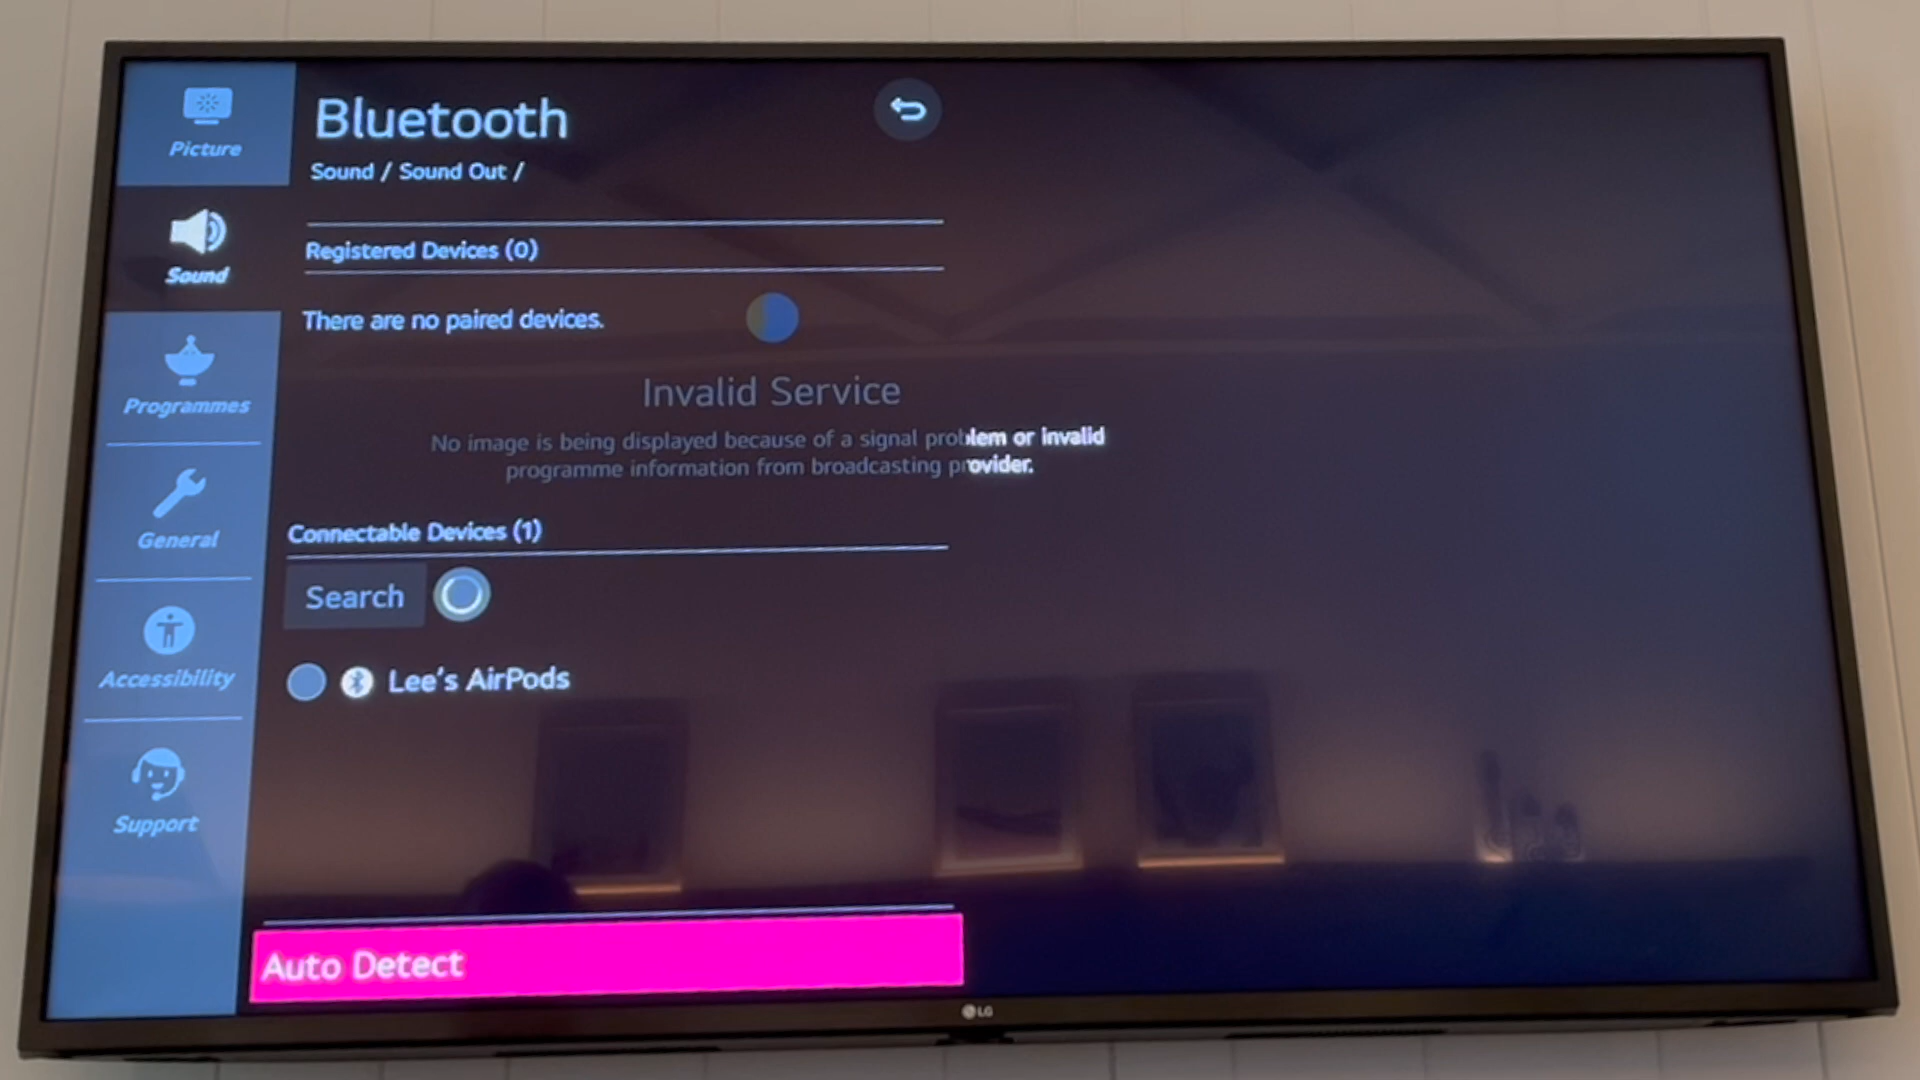 Picture
Bluetooth
Sound / Sound Out /
Sound
Registered Devices (0)
There are no paired devices.
Programmes
Invalid Service
No image is being displayed because of a signal problem or invalid
programme information from broadcasting provider.
General
Connectable Devices (1)
Search
Accessibility
Lee's AirPods
Support
Auto Detect
LG